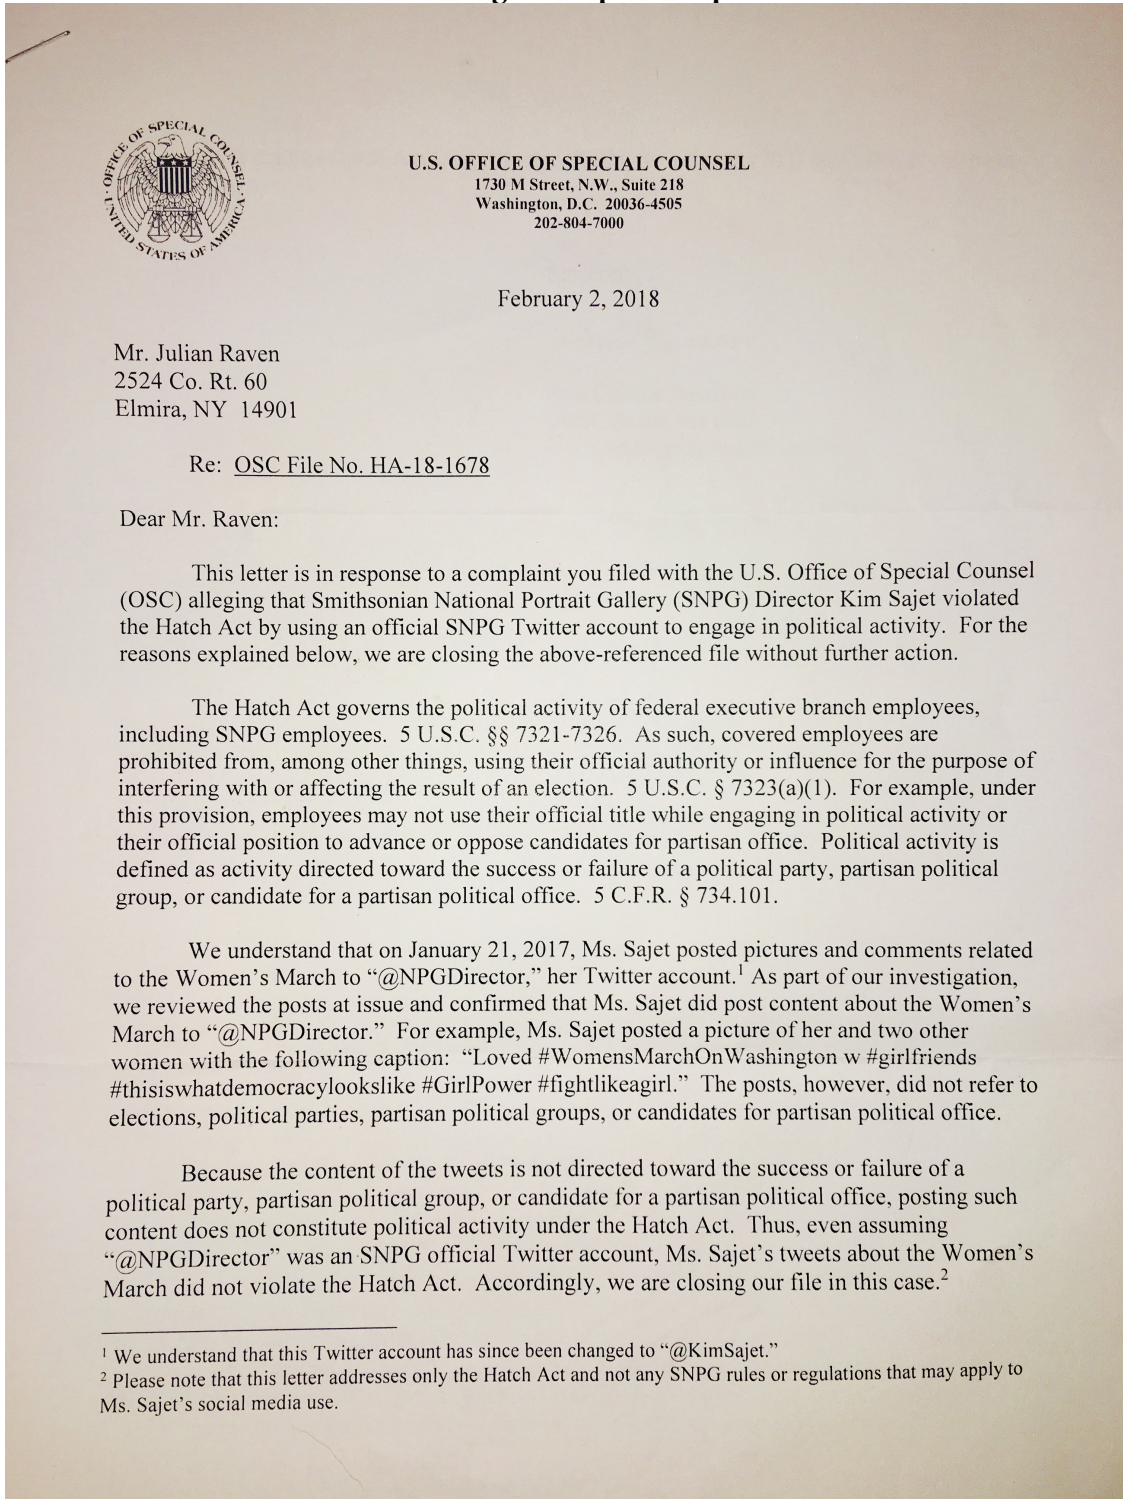 OFFICE OF SPECIAL COUNSEL
UNITED STATES OF AMERICA
U.S. OFFICE OF SPECIAL COUNSEL
1730 M Street, N.W., Suite 218
Washington, D.C. 20036-4505
202-804-7000
February 2, 2018
Mr. Julian Raven
2524 Co. Rt. 60
Elmira, NY 14901
Re: OSC File No. HA-18-1678
Dear Mr. Raven:
This letter is in response to a complaint you filed with the U.S. Office of Special Counsel
(OSC) alleging that Smithsonian National Portrait Gallery (SNPG) Director Kim Sajet violated
the Hatch Act by using an official SNPG Twitter account to engage in political activity. For the
reasons explained below, we are closing the above-referenced file without further action.
The Hatch Act governs the political activity of federal executive branch employees,
including SNPG employees. 5 U.S.C. §§ 7321-7326. As such, covered employees are
prohibited from, among other things, using their official authority or influence for the purpose of
interfering with or affecting the result of an election. 5 U.S.C. § 7323(a)(1). For example, under
this provision, employees may not use their official title while engaging in political activity or
their official position to advance or oppose candidates for partisan office. Political activity is
defined as activity directed toward the success or failure of a political party, partisan political
group, or candidate for a partisan political office. 5 C.F.R. § 734.101.
We understand that on January 21, 2017, Ms. Sajet posted pictures and comments related
to the Women's March to “@NPGDirector,” her Twitter account.¹ As part of our investigation,
we reviewed the posts at issue and confirmed that Ms. Sajet did post content about the Women's
March to “@NPGDirector.” For example, Ms. Sajet posted a picture of her and two other
women with the following caption: “Loved #WomensMarchOnWashington w #girlfriends
#thisiswhatdemocracylookslike #GirlPower #fightlikeagirl.” The posts, however, did not refer to
elections, political parties, partisan political groups, or candidates for partisan political office.
Because the content of the tweets is not directed toward the success or failure of a
political party, partisan political group, or candidate for a partisan political office, posting such
content does not constitute political activity under the Hatch Act. Thus, even assuming
“@NPGDirector” was an SNPG official Twitter account, Ms. Sajet's tweets about the Women's
March did not violate the Hatch Act. Accordingly, we are closing our file in this case.²
¹ We understand that this Twitter account has since been changed to “@KimSajet.”
² Please note that this letter addresses only the Hatch Act and not any SNPG rules or regulations that may apply to
Ms. Sajet's social media use.